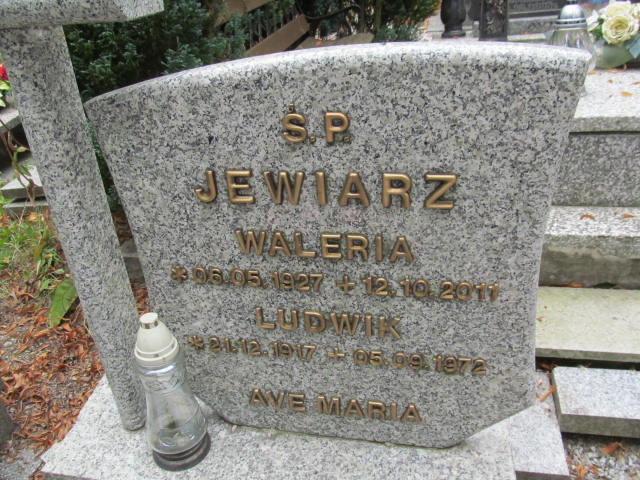 Ś.P.
JEWIARZ
WALERIA
* 06.05.1927 + 12.10.2011
LUDWIK
* 21.12.1917 + 05.09.1972
AVE MARIA